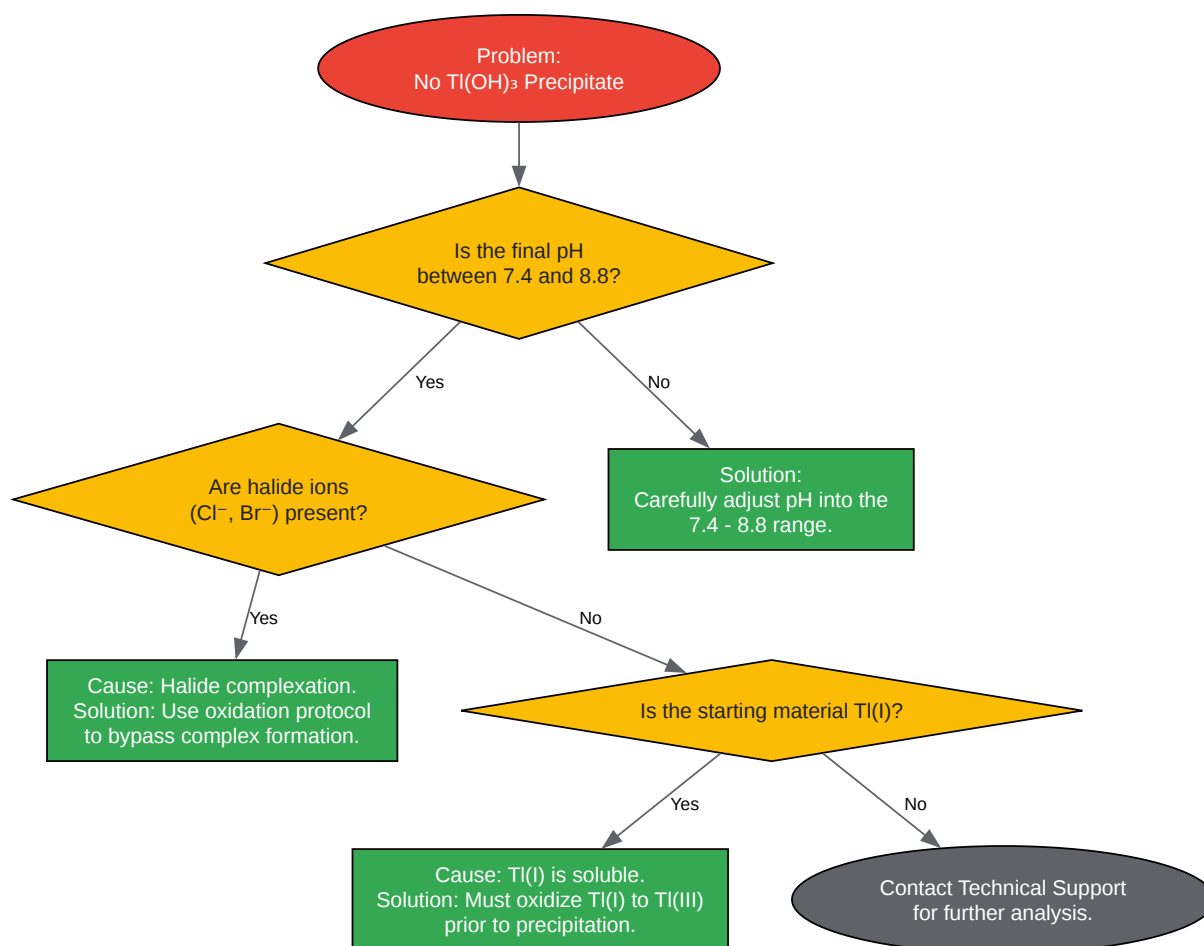 Problem:
No Tl(OH)₃ Precipitate
Is the final pH
between 7.4 and 8.8?
Yes
No
Are halide ions
(Cl⁻, Br⁻) present?
Solution:
Carefully adjust pH into the
7.4 - 8.8 range.
Yes
No
Cause: Halide complexation.
Solution: Use oxidation protocol
to bypass complex formation.
Is the starting material Tl(I)?
Yes
No
Cause: Tl(I) is soluble.
Solution: Must oxidize Tl(I) to Tl(III)
prior to precipitation.
Contact Technical Support
for further analysis.